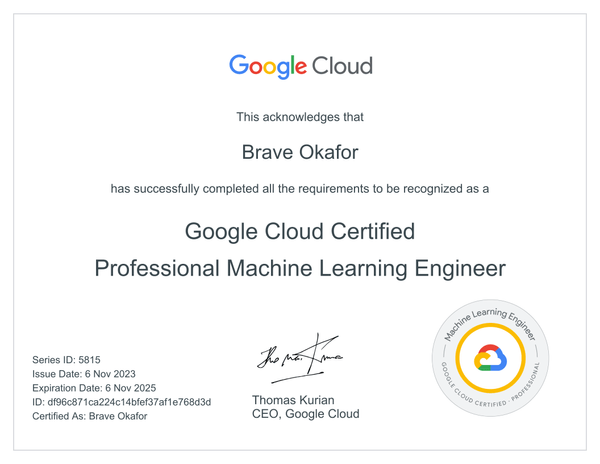 Google Cloud
This acknowledges that
Brave Okafor
has successfully completed all the requirements to be recognized as a
Google Cloud Certified
Professional Machine Learning Engineer
Series ID: 5815
Issue Date: 6 Nov 2023
Expiration Date: 6 Nov 2025
ID: df96c871ca224c14bfef37af1e768d3d
Certified As: Brave Okafor
Thomas Kurian
CEO, Google Cloud
Machine Learning Engineer
GOOGLE CLOUD CERTIFIED · PROFESSIONAL